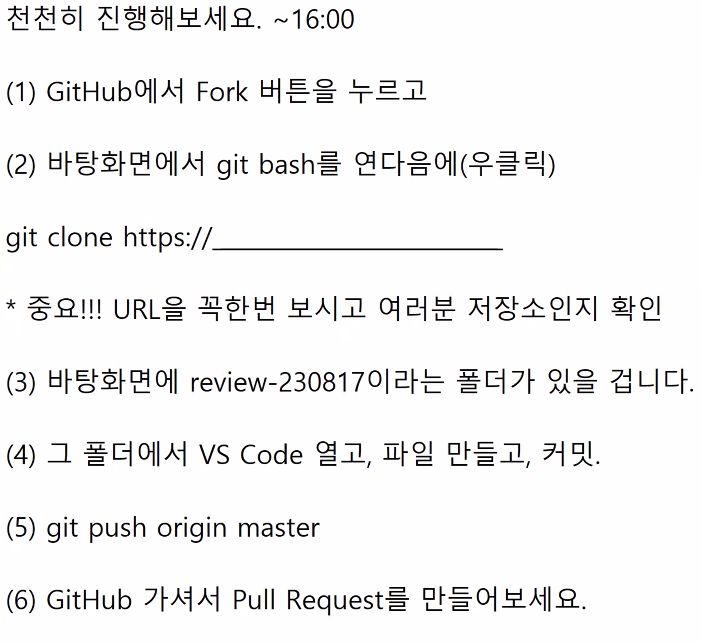 천천히 진행해보세요. ~16:00
(1) GitHub에서 Fork 버튼을 누르고
(2) 바탕화면에서 git bash를 연다음에(우클릭)
git clone https://_______________________
* 중요!!! URL을 꼭한번 보시고 여러분 저장소인지 확인
(3) 바탕화면에 review-230817이라는 폴더가 있을 겁니다.
(4) 그 폴더에서 VS Code 열고, 파일 만들고, 커밋.
(5) git push origin master
(6) GitHub 가셔서 Pull Request를 만들어보세요.